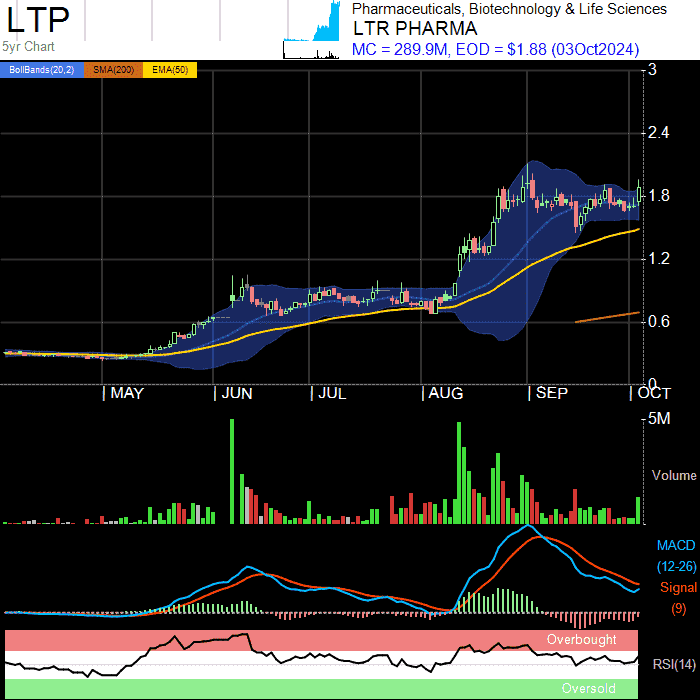 LTP
5yr Chart
Pharmaceuticals, Biotechnology & Life Sciences
LTR PHARMA
MC = 289.9M, EOD = $1.88 (03Oct2024)
BollBands(20,2) SMA(200) EMA(50)
3
2.4
1.8
1.2
0.6
0
MAY JUN JUL AUG SEP OCT
5M
Volume
MACD
(12-26)
Signal
(9)
Overbought
RSI(14)
Oversold